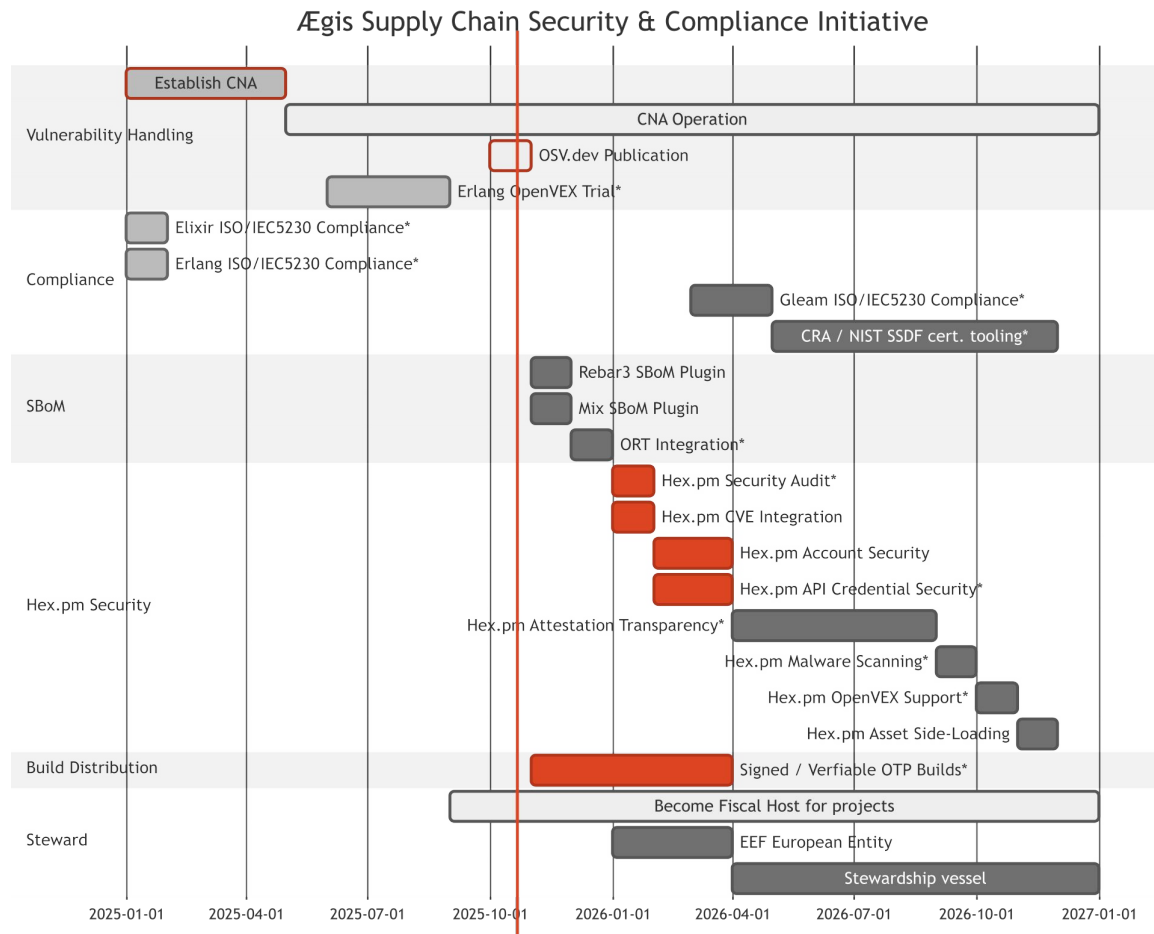 Ægis Supply Chain Security & Compliance Initiative
Establish CNA
CNA Operation
Vulnerability Handling
OSV.dev Publication
Erlang OpenVEX Trial*
Elixir ISO/IEC5230 Compliance*
Erlang ISO/IEC5230 Compliance*
Compliance
Gleam ISO/IEC5230 Compliance*
CRA / NIST SSDF cert. tooling*
Rebar3 SBoM Plugin
SBoM
Mix SBoM Plugin
ORT Integration*
Hex.pm Security Audit*
Hex.pm CVE Integration
Hex.pm Account Security
Hex.pm API Credential Security*
Hex.pm Security
Hex.pm Attestation Transparency*
Hex.pm Malware Scanning*
Hex.pm OpenVEX Support*
Hex.pm Asset Side-Loading
Build Distribution
Signed / Verfiable OTP Builds*
Become Fiscal Host for projects
Steward
EEF European Entity
Stewardship vessel
2025-01-01
2025-04-01
2025-07-01
2025-10-01
2026-01-01
2026-04-01
2026-07-01
2026-10-01
2027-01-01